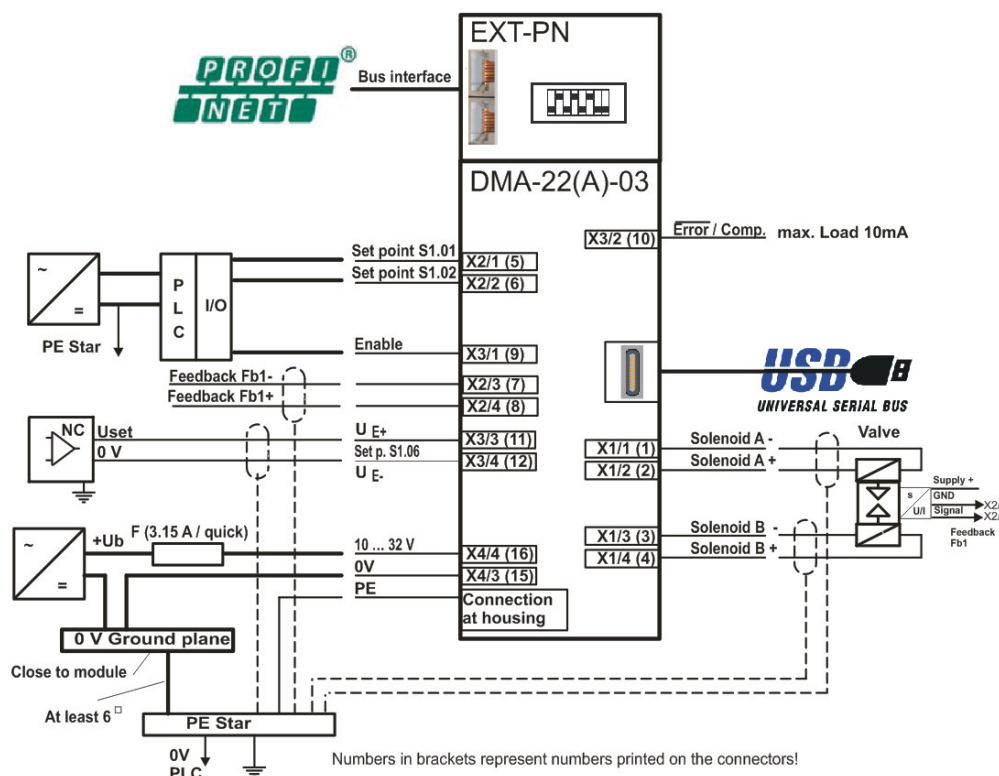 EXT-PN
PROFI
NET
®
Bus interface
DMA-22(A)-03
X3/2 (10)
Error / Comp.
max. Load 10mA
Set point S1.01
X2/1 (5)
Set point S1.02
X2/2 (6)
~
=
PLC
I/O
PE Star
Enable
X3/1 (9)
Feedback Fb1-
X2/3 (7)
Feedback Fb1+
X2/4 (8)
USB
UNIVERSAL SERIAL BUS
NC
Uset
U E+
X3/3 (11)
0 V
Set p. S1.06
X3/4 (12)
U E-
Solenoid A -
X1/1 (1)
Solenoid A +
X1/2 (2)
Valve
Supply +
s
GND
U/I
Signal
X2/
X2/
Feedback
Fb1
Solenoid B -
X1/3 (3)
Solenoid B +
X1/4 (4)
~
=
+Ub
F (3.15 A / quick)
10 ... 32 V
X4/4 (16)
0V
X4/3 (15)
PE
Connection
at housing
0 V Ground plane
Close to module
At least 6 □
PE Star
0V
PLC
Numbers in brackets represent numbers printed on the connectors!